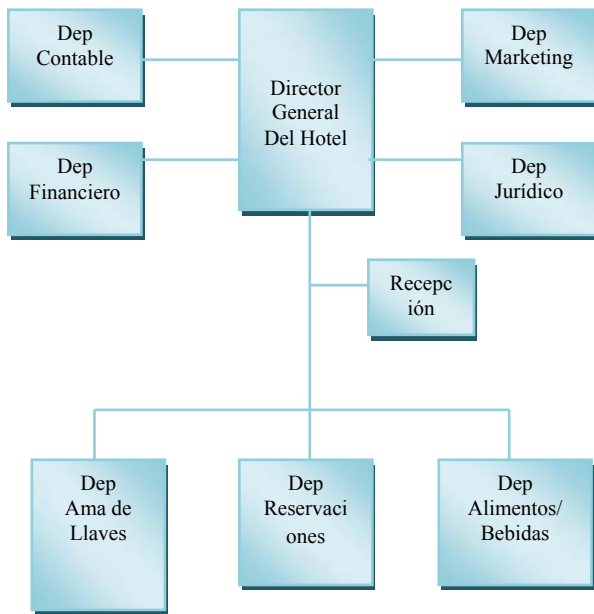 Dep
Contable
Director
General
Del Hotel
Dep
Marketing
Dep
Financiero
Dep
Jurídico
Recepc
ión
Dep
Ama de
Llaves
Dep
Reservaci
ones
Dep
Alimentos/
Bebidas